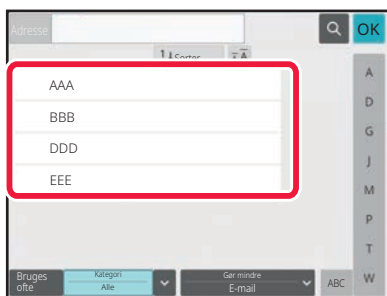 Adresse OK
Sorter
AAA
BBB
DDD
EEE
A
D
G
J
M
P
T
W
Bruges ofte
Kategori
Alle
Gør mindre
E-mail
ABC